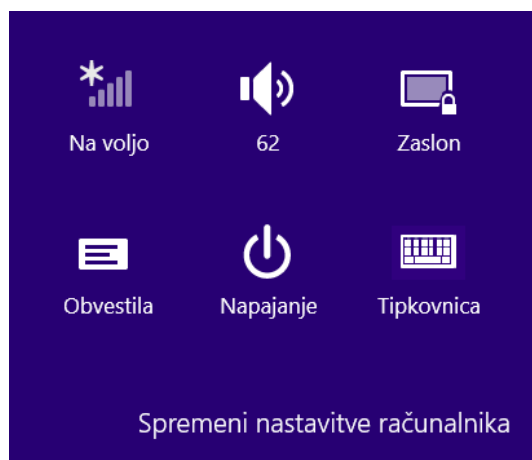 Na voljo 62 Zaslon
Obvestila Napajanje Tipkovnica
Spremeni nastavitve računalnika